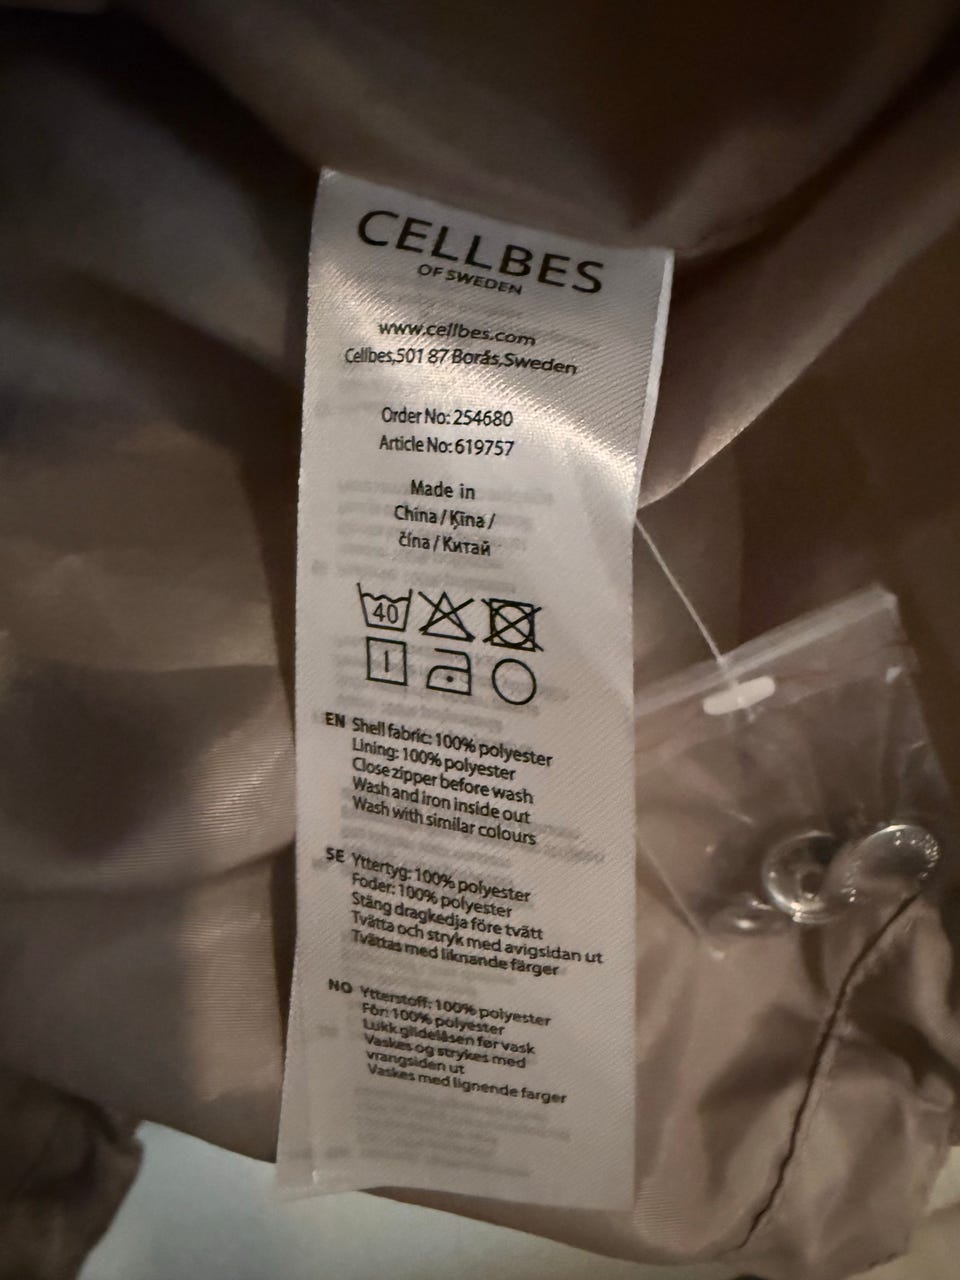 CELLBES
OF SWEDEN
www.cellbes.com
Cellbes,501 87 Borås,Sweden
Order No: 254680
Article No: 619757
Made in
China / Ķīna /
čína / Китай
40
EN Shell fabric: 100% polyester
Lining: 100% polyester
Close zipper before wash
Wash and iron inside out
Wash with similar colours
SE Yttertyg: 100% polyester
Foder: 100% polyester
Stäng dragkedja före tvätt
Tvätta och stryk med avigsidan ut
Tvättas med liknande färger
NO Ytterstoff: 100% polyester
Fôr: 100% polyester
Lukk glidelåsen før vask
Vaskes og strykes med
vrangsiden ut
Vaskes med lignende farger